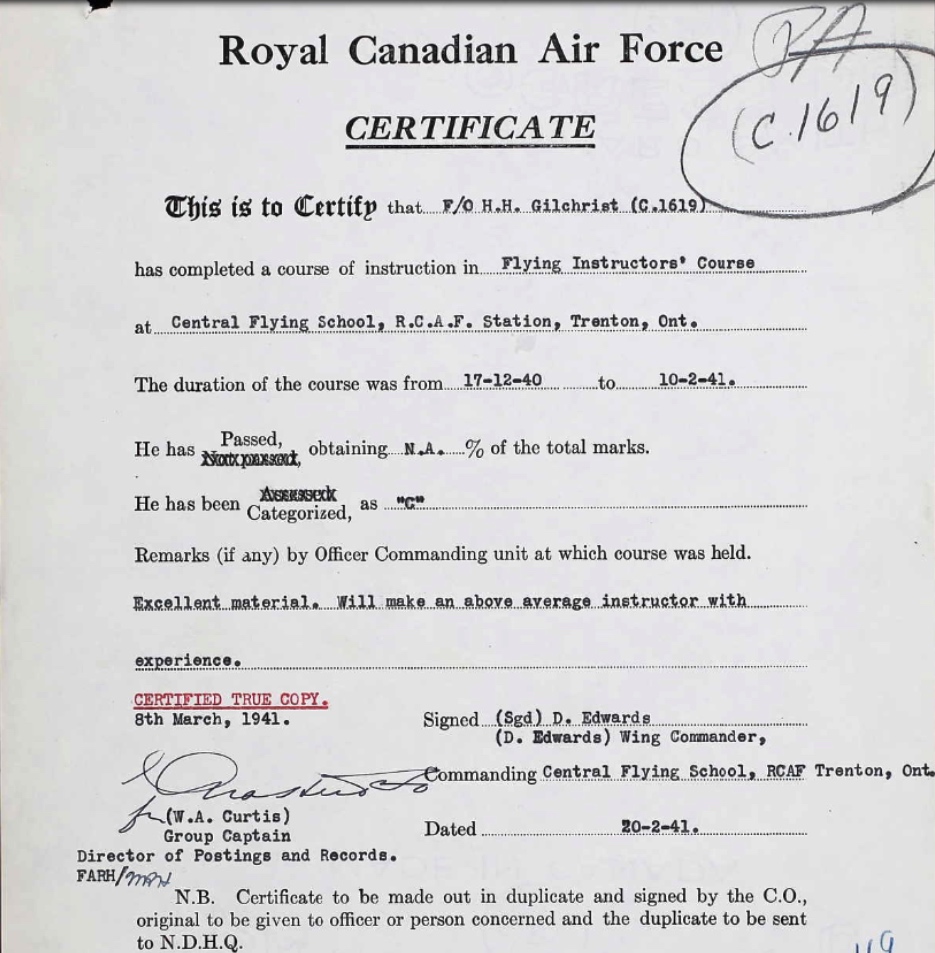 Royal Canadian Air Force
PA
(C.1619)
CERTIFICATE
This is to Certify that F/O H.H. Gilchrist (C.1619)
has completed a course of instruction in Flying Instructors' Course
at Central Flying School, R.C.A.F. Station, Trenton, Ont.
The duration of the course was from 17-12-40 to 10-2-41.
He has Passed, Not passed, obtaining N.A. % of the total marks.
He has been Assessed Categorized, as "C"
Remarks (if any) by Officer Commanding unit at which course was held.
Excellent material. Will make an above average instructor with
experience.
CERTIFIED TRUE COPY.
8th March, 1941.
Signed (Sgd) D. Edwards
(D. Edwards) Wing Commander,
Commanding Central Flying School, RCAF Trenton, Ont.
for (W.A. Curtis)
Group Captain
Dated 20-2-41.
Director of Postings and Records.
FARH/
N.B. Certificate to be made out in duplicate and signed by the C.O.,
original to be given to officer or person concerned and the duplicate to be sent
to N.D.H.Q.